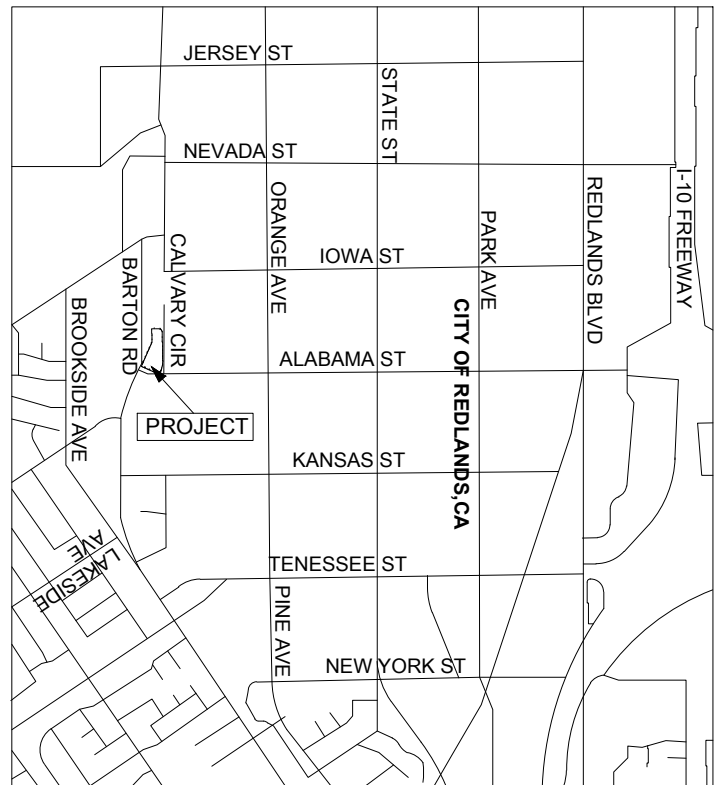 JERSEY ST
STATE ST
NEVADA ST
I-10 FREEWAY
REDLANDS BLVD
ORANGE AVE
PARK AVE
CALVARY CIR
IOWA ST
BARTON RD
BROOKSIDE AVE
CITY OF REDLANDS,CA
ALABAMA ST
PROJECT
KANSAS ST
LAKESIDE
AVE
TENESSEE ST
PINE AVE
NEW YORK ST